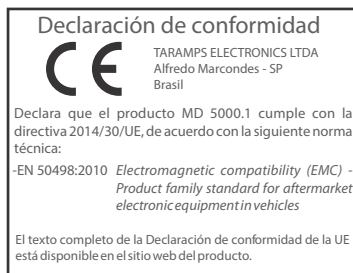 Declaración de conformidad
CE
TARAMPS ELECTRONICS LTDA
Alfredo Marcondes - SP
Brasil
Declara que el producto MD 5000.1 cumple con la
directiva 2014/30/UE, de acuerdo con la siguiente norma
técnica:
-EN 50498:2010 Electromagnetic compatibility (EMC) -
Product family standard for aftermarket
electronic equipment in vehicles
El texto completo de la Declaración de conformidad de la UE
está disponible en el sitio web del producto.